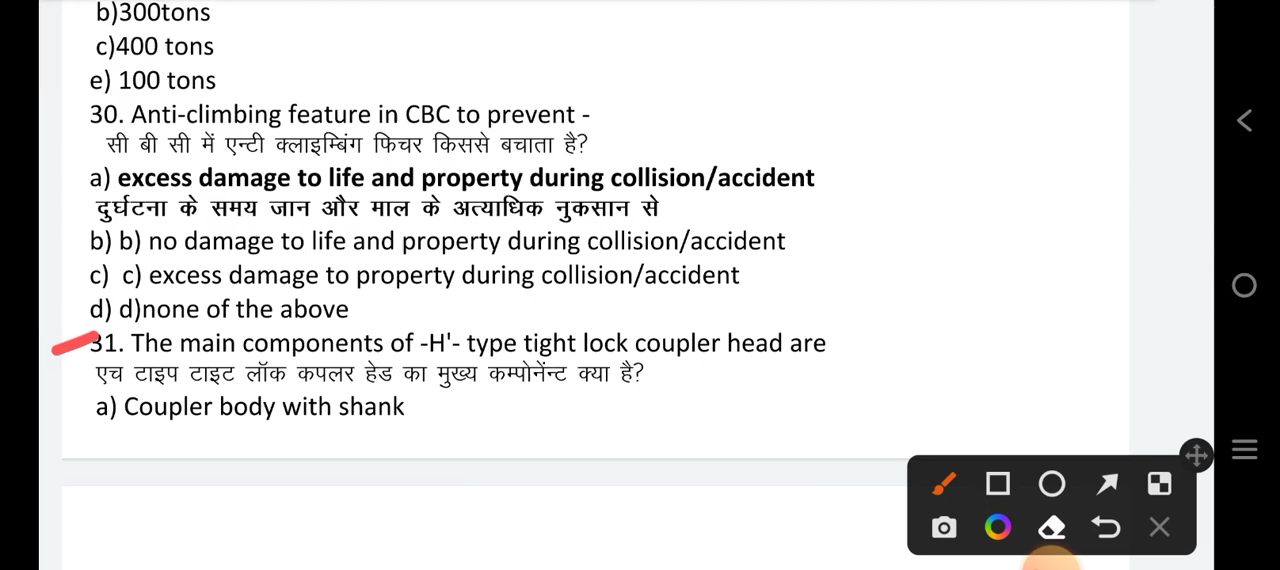 b)300tons
c)400 tons
e) 100 tons
30. Anti-climbing feature in CBC to prevent -
सी बी सी में एन्टी क्लाइम्बिंग फिचर किससे बचाता है?
a) excess damage to life and property during collision/accident
दुर्घटना के समय जान और माल के अत्याधिक नुकसान से
b) b) no damage to life and property during collision/accident
c) c) excess damage to property during collision/accident
d) d)none of the above
31. The main components of -H'- type tight lock coupler head are
एच टाइप टाइट लॉक कपलर हेड का मुख्य कम्पोनेंन्ट क्या है?
a) Coupler body with shank